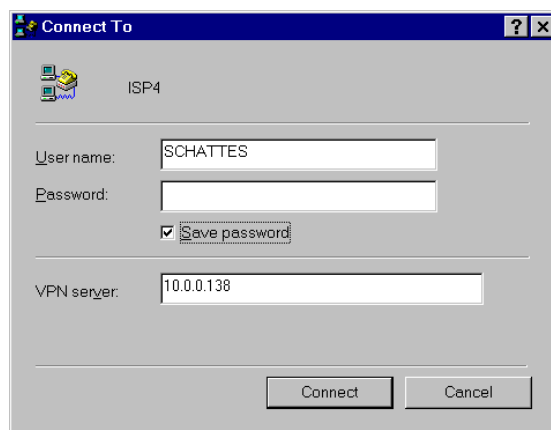 Connect To
ISP4
User name: SCHATTES
Password:
Save password
VPN server: 10.0.0.138
Connect Cancel